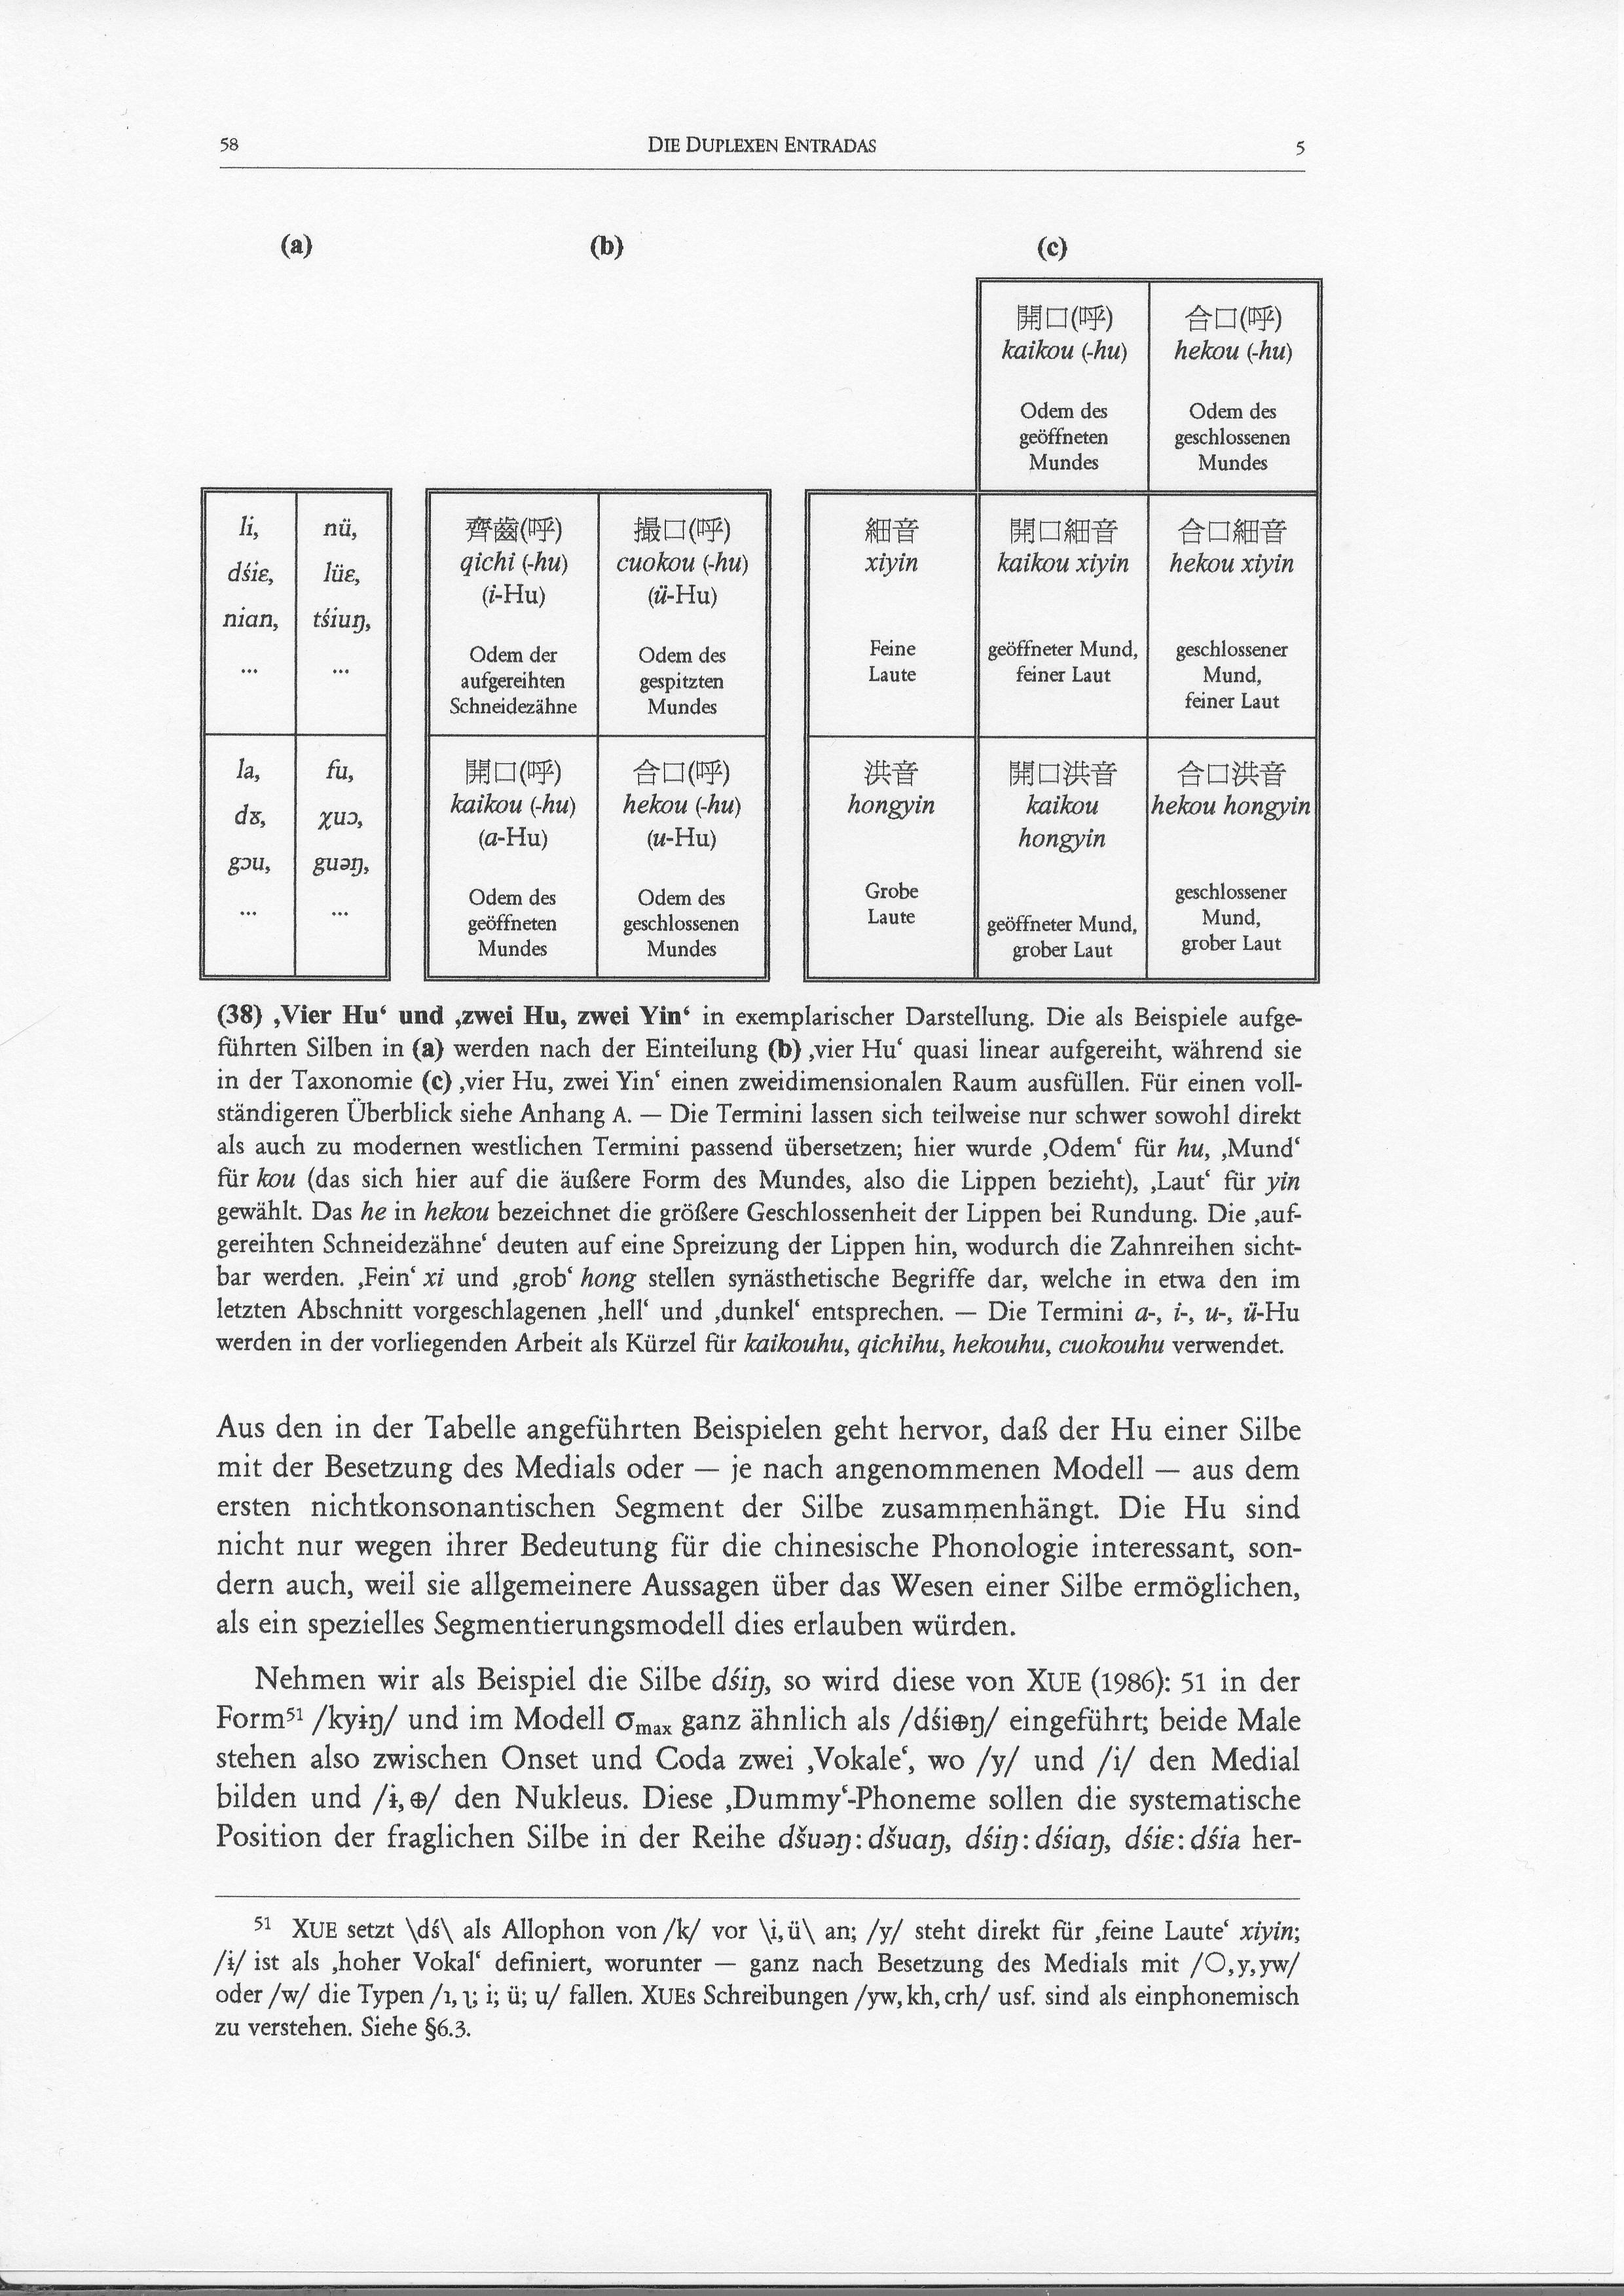 58 DIE DUPLEXEN ENTRADAS 5
(a) (b) (c)
開口(呼) 合口(呼)
kaikou (-hu) hekou (-hu)
Odem des Odem des
geöffneten geschlossenen
Mundes Mundes
li, nü,
dśiɛ, lüɛ,
nian, tśiuŋ,
... ...
齊齒(呼) 撮口(呼)
qichi (-hu) cuokou (-hu)
(i-Hu) (ü-Hu)
Odem der Odem des
aufgereihten gespitzten
Schneidezähne Mundes
細音 開口細音 合口細音
xiyin kaikou xiyin hekou xiyin
Feine geöffneter Mund, geschlossener
Laute feiner Laut Mund,
feiner Laut
la, fu,
dɤ, χuɔ,
gɔu, guəŋ,
... ...
開口(呼) 合口(呼)
kaikou (-hu) hekou (-hu)
(a-Hu) (u-Hu)
Odem des Odem des
geöffneten geschlossenen
Mundes Mundes
洪音 開口洪音 合口洪音
hongyin kaikou hekou hongyin
hongyin
Grobe geschlossener
Laute geöffneter Mund, Mund,
grober Laut grober Laut
(38) ‚Vier Hu‘ und ‚zwei Hu, zwei Yin‘ in exemplarischer Darstellung. Die als Beispiele aufge-
führten Silben in (a) werden nach der Einteilung (b) ‚vier Hu‘ quasi linear aufgereiht, während sie
in der Taxonomie (c) ‚vier Hu, zwei Yin‘ einen zweidimensionalen Raum ausfüllen. Für einen voll-
ständigeren Überblick siehe Anhang A. — Die Termini lassen sich teilweise nur schwer sowohl direkt
als auch zu modernen westlichen Termini passend übersetzen; hier wurde ‚Odem‘ für hu, ‚Mund‘
für kou (das sich hier auf die äußere Form des Mundes, also die Lippen bezieht), ‚Laut‘ für yin
gewählt. Das he in hekou bezeichnet die größere Geschlossenheit der Lippen bei Rundung. Die ‚auf-
gereihten Schneidezähne‘ deuten auf eine Spreizung der Lippen hin, wodurch die Zahnreihen sicht-
bar werden. ‚Fein‘ xi und ‚grob‘ hong stellen synästhetische Begriffe dar, welche in etwa den im
letzten Abschnitt vorgeschlagenen ‚hell‘ und ‚dunkel‘ entsprechen. — Die Termini a-, i-, u-, ü-Hu
werden in der vorliegenden Arbeit als Kürzel für kaikouhu, qichihu, hekouhu, cuokouhu verwendet.
Aus den in der Tabelle angeführten Beispielen geht hervor, daß der Hu einer Silbe
mit der Besetzung des Medials oder — je nach angenommenen Modell — aus dem
ersten nichtkonsonantischen Segment der Silbe zusammenhängt. Die Hu sind
nicht nur wegen ihrer Bedeutung für die chinesische Phonologie interessant, son-
dern auch, weil sie allgemeinere Aussagen über das Wesen einer Silbe ermöglichen,
als ein spezielles Segmentierungsmodell dies erlauben würden.
Nehmen wir als Beispiel die Silbe dśiŋ, so wird diese von XUE (1986): 51 in der
Form⁵¹ /kyɨŋ/ und im Modell σmax ganz ähnlich als /dśi⊕ŋ/ eingeführt; beide Male
stehen also zwischen Onset und Coda zwei ‚Vokale‘, wo /y/ und /i/ den Medial
bilden und /ɨ, ⊕/ den Nukleus. Diese ‚Dummy‘-Phoneme sollen die systematische
Position der fraglichen Silbe in der Reihe dšuəŋ: dšuaŋ, dśiŋ: dśiaŋ, dśiɛ: dśia her-
⁵¹ XUE setzt \dś\ als Allophon von /k/ vor \i, ü\ an; /y/ steht direkt für ‚feine Laute‘ xiyin;
/ɨ/ ist als ‚hoher Vokal‘ definiert, worunter — ganz nach Besetzung des Medials mit /○, y, yw/
oder /w/ die Typen /ı, ʅ; i; ü; u/ fallen. XUEs Schreibungen /yw, kh, crh/ usf. sind als einphonemisch
zu verstehen. Siehe §6.3.